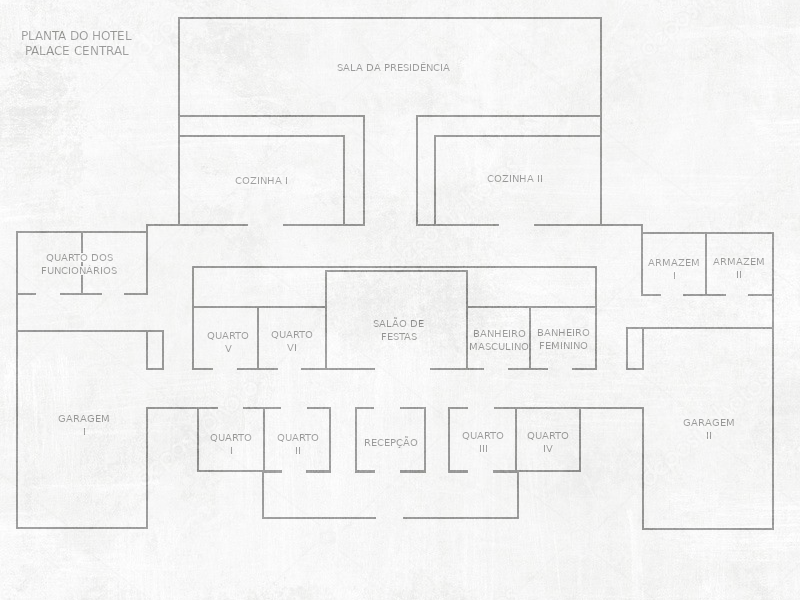 PLANTA DO HOTEL
PALACE CENTRAL
SALA DA PRESIDÊNCIA
COZINHA I
COZINHA II
QUARTO DOS
FUNCIONÁRIOS
ARMAZEM
I
ARMAZEM
II
QUARTO
V
QUARTO
VI
SALÃO DE
FESTAS
BANHEIRO
MASCULINO
BANHEIRO
FEMININO
GARAGEM
I
QUARTO
I
QUARTO
II
RECEPÇÃO
QUARTO
III
QUARTO
IV
GARAGEM
II